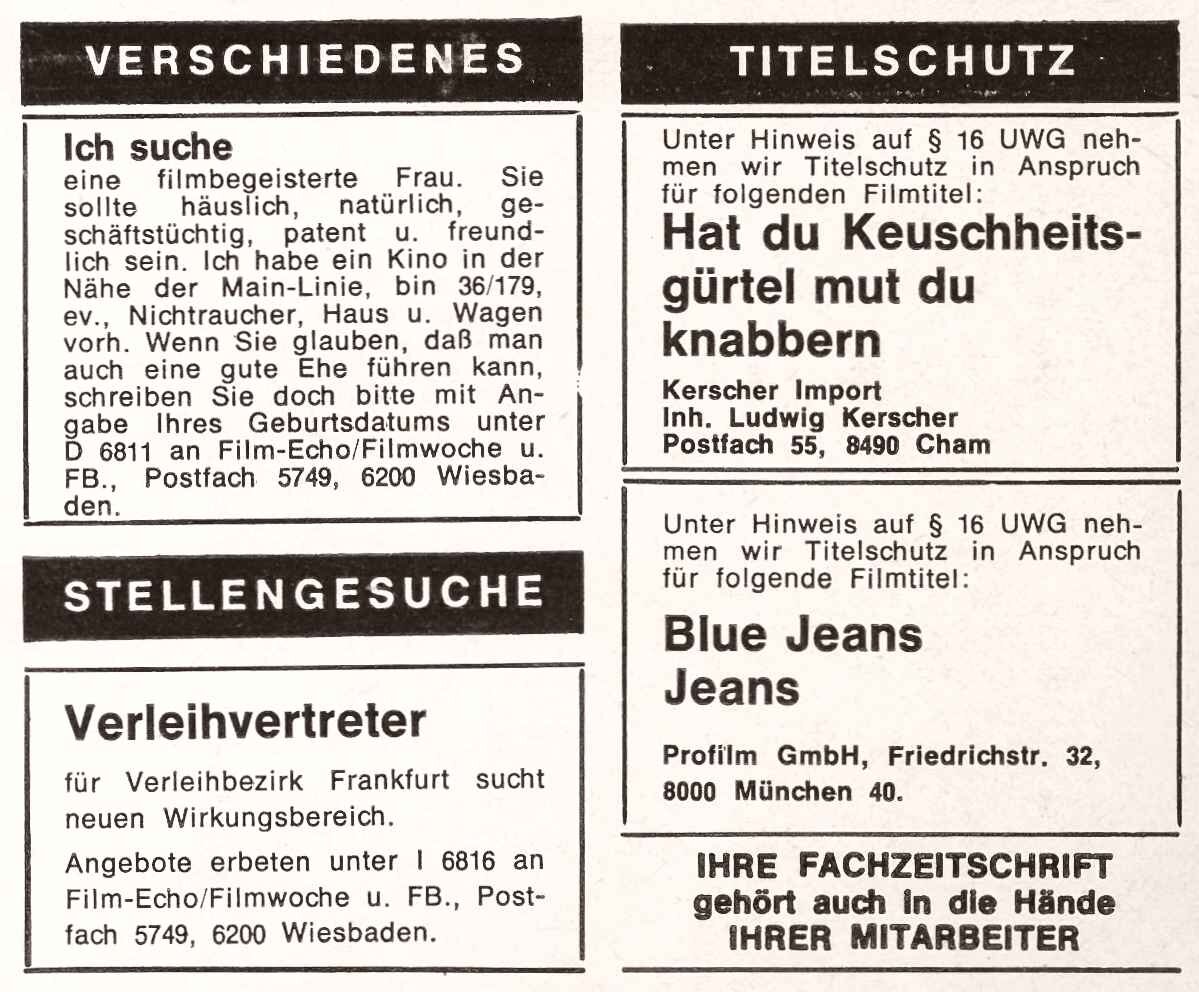 VERSCHIEDENES
Ich suche
eine filmbegeisterte Frau. Sie
sollte häuslich, natürlich, ge-
schäftstüchtig, patent u. freund-
lich sein. Ich habe ein Kino in der
Nähe der Main-Linie, bin 36/179,
ev., Nichtraucher, Haus u. Wagen
vorh. Wenn Sie glauben, daß man
auch eine gute Ehe führen kann,
schreiben Sie doch bitte mit An-
gabe Ihres Geburtsdatums unter
D 6811 an Film-Echo/Filmwoche u.
FB., Postfach 5749, 6200 Wiesba-
den.
STELLENGESUCHE
Verleihvertreter
für Verleihbezirk Frankfurt sucht
neuen Wirkungsbereich.
Angebote erbeten unter I 6816 an
Film-Echo/Filmwoche u. FB., Post-
fach 5749, 6200 Wiesbaden.
TITELSCHUTZ
Unter Hinweis auf § 16 UWG neh-
men wir Titelschutz in Anspruch
für folgenden Filmtitel:
Hat du Keuschheits-
gürtel mut du
knabbern
Kerscher Import
Inh. Ludwig Kerscher
Postfach 55, 8490 Cham
Unter Hinweis auf § 16 UWG neh-
men wir Titelschutz in Anspruch
für folgende Filmtitel:
Blue Jeans
Jeans
Profilm GmbH, Friedrichstr. 32,
8000 München 40.
IHRE FACHZEITSCHRIFT
gehört auch in die Hände
IHRER MITARBEITER